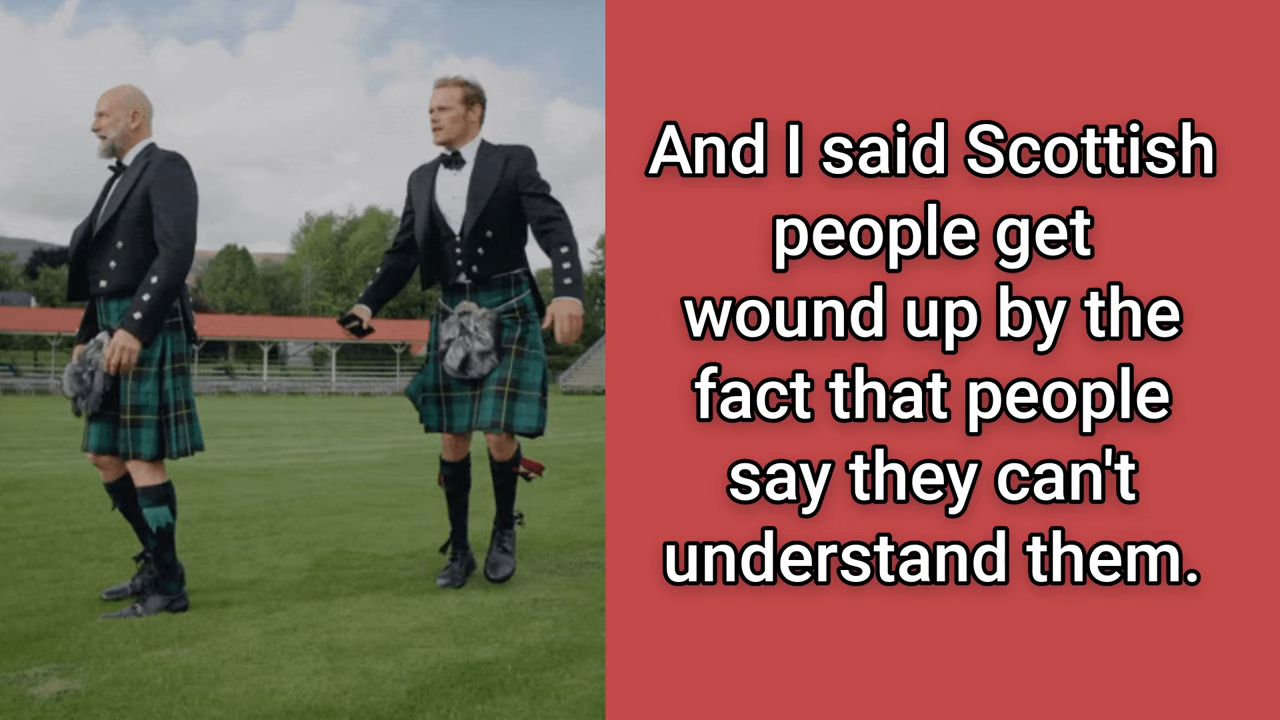 And I said Scottish
people get
wound up by the
fact that people
say they can't
understand them.